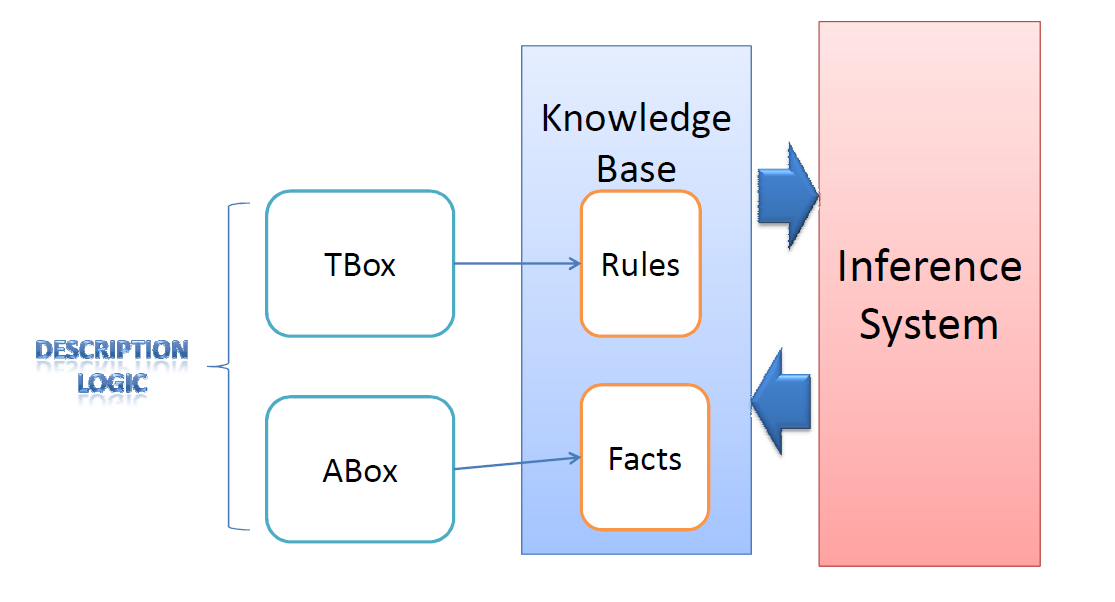 Knowledge
Base
TBox
Rules
Inference
System
DESCRIPTION
LOGIC
ABox
Facts